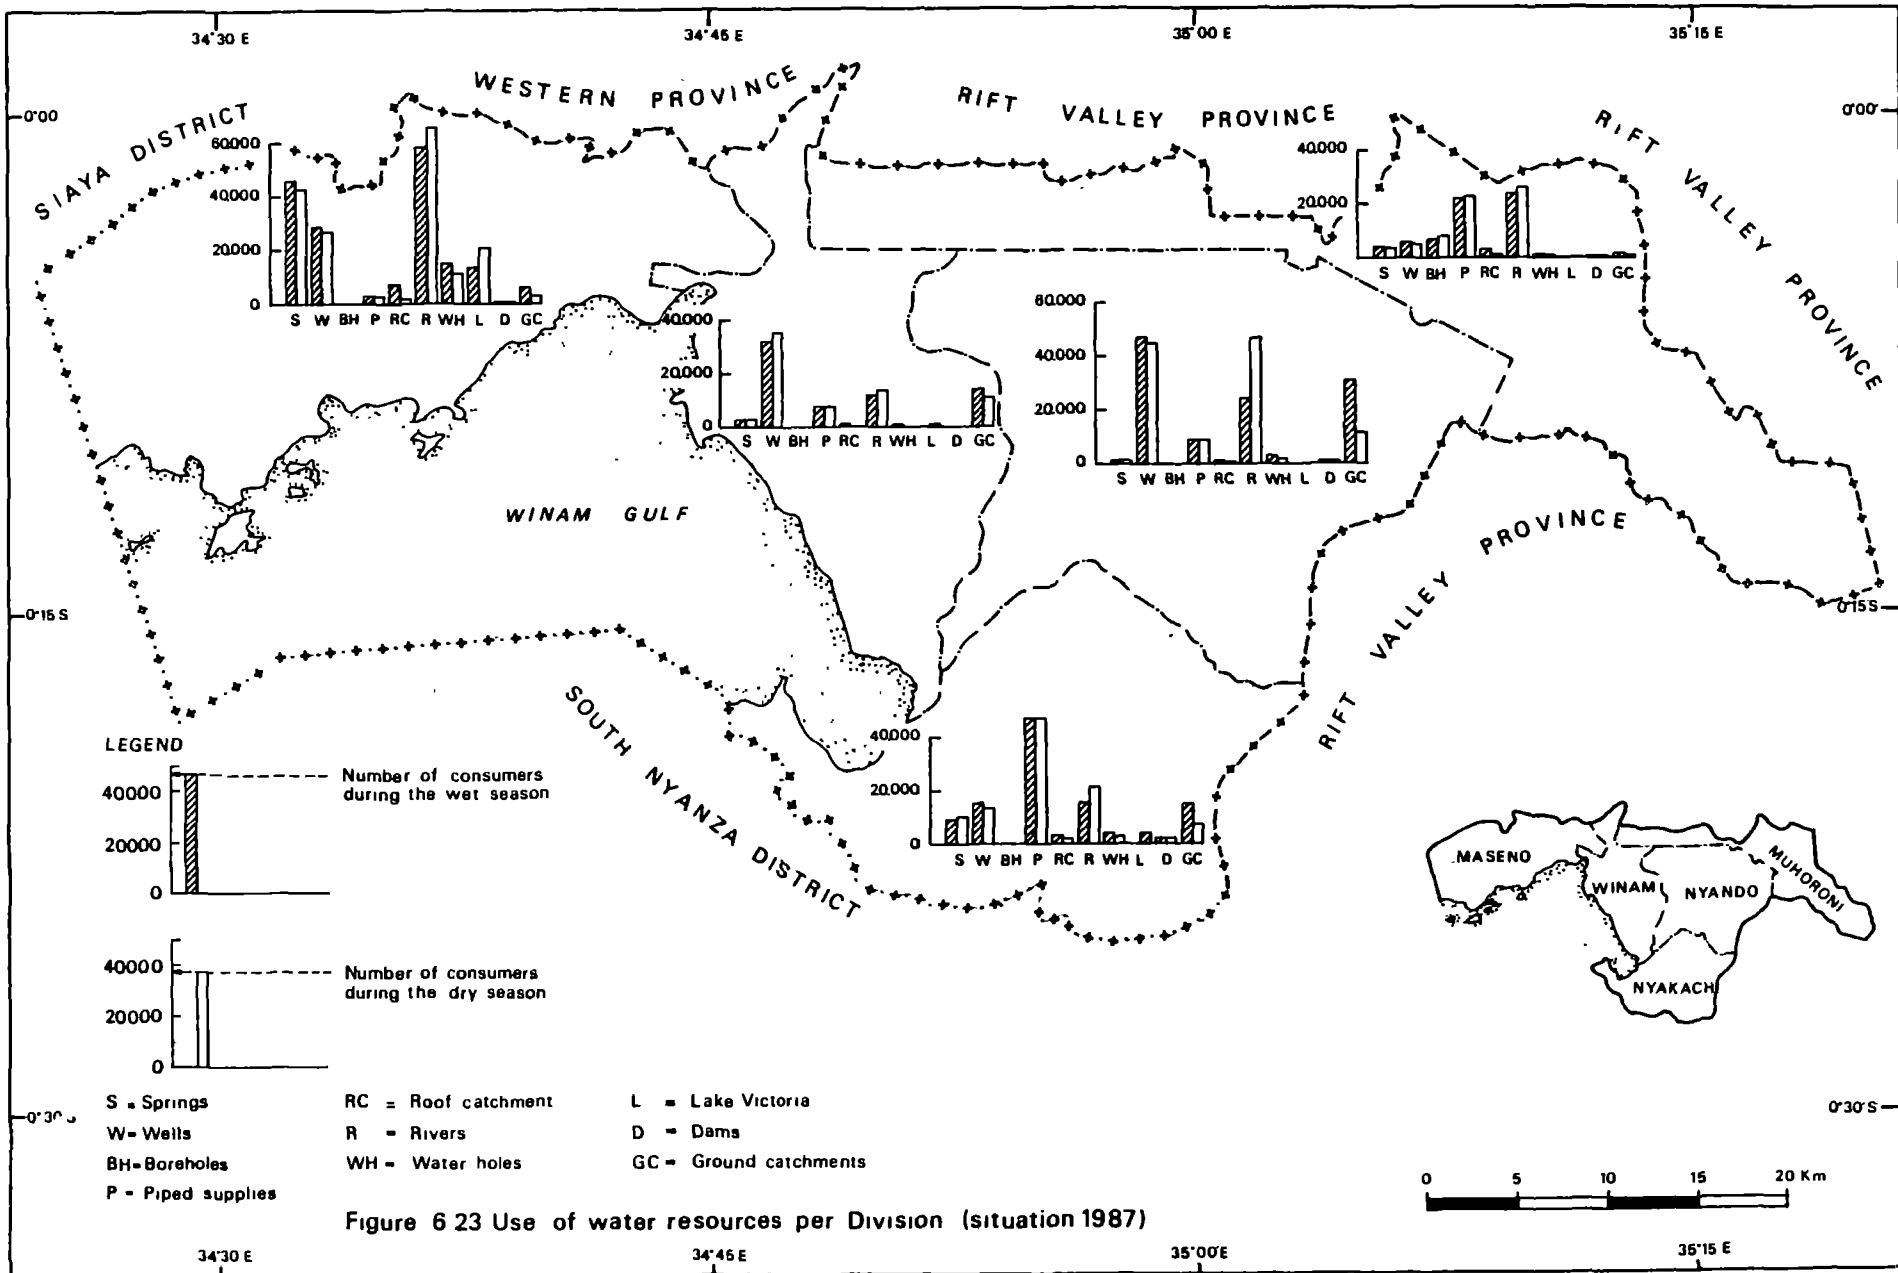 34°30 E
34°45 E
35°00 E
35°15 E
0°00
0°00
SIAYA DISTRICT
WESTERN PROVINCE
RIFT VALLEY PROVINCE
RIFT VALLEY PROVINCE
60.000
40.000
20.000
0
S W BH P RC R WH L D GC
40.000
20.000
S W BH P RC R WH L D GC
40.000
20.000
0
S W BH P RC R WH L D GC
60.000
40.000
20.000
0
S W BH P RC R WH L D GC
WINAM GULF
RIFT VALLEY PROVINCE
0°15 S
0°15 S
SOUTH NYANZA DISTRICT
40.000
20.000
0
S W BH P RC R WH L D GC
LEGEND
40000
20000
0
Number of consumers
during the wet season
40000
20000
0
Number of consumers
during the dry season
MASENO
WINAM
NYANDO
MUHORONI
NYAKACH
S = Springs
W = Wells
BH = Boreholes
P = Piped supplies
RC = Roof catchment
R = Rivers
WH = Water holes
L = Lake Victoria
D = Dams
GC = Ground catchments
0°30 S
0 5 10 15 20 Km
Figure 6 23 Use of water resources per Division (situation 1987)
34°30 E
34°45 E
35°00'E
35°15 E